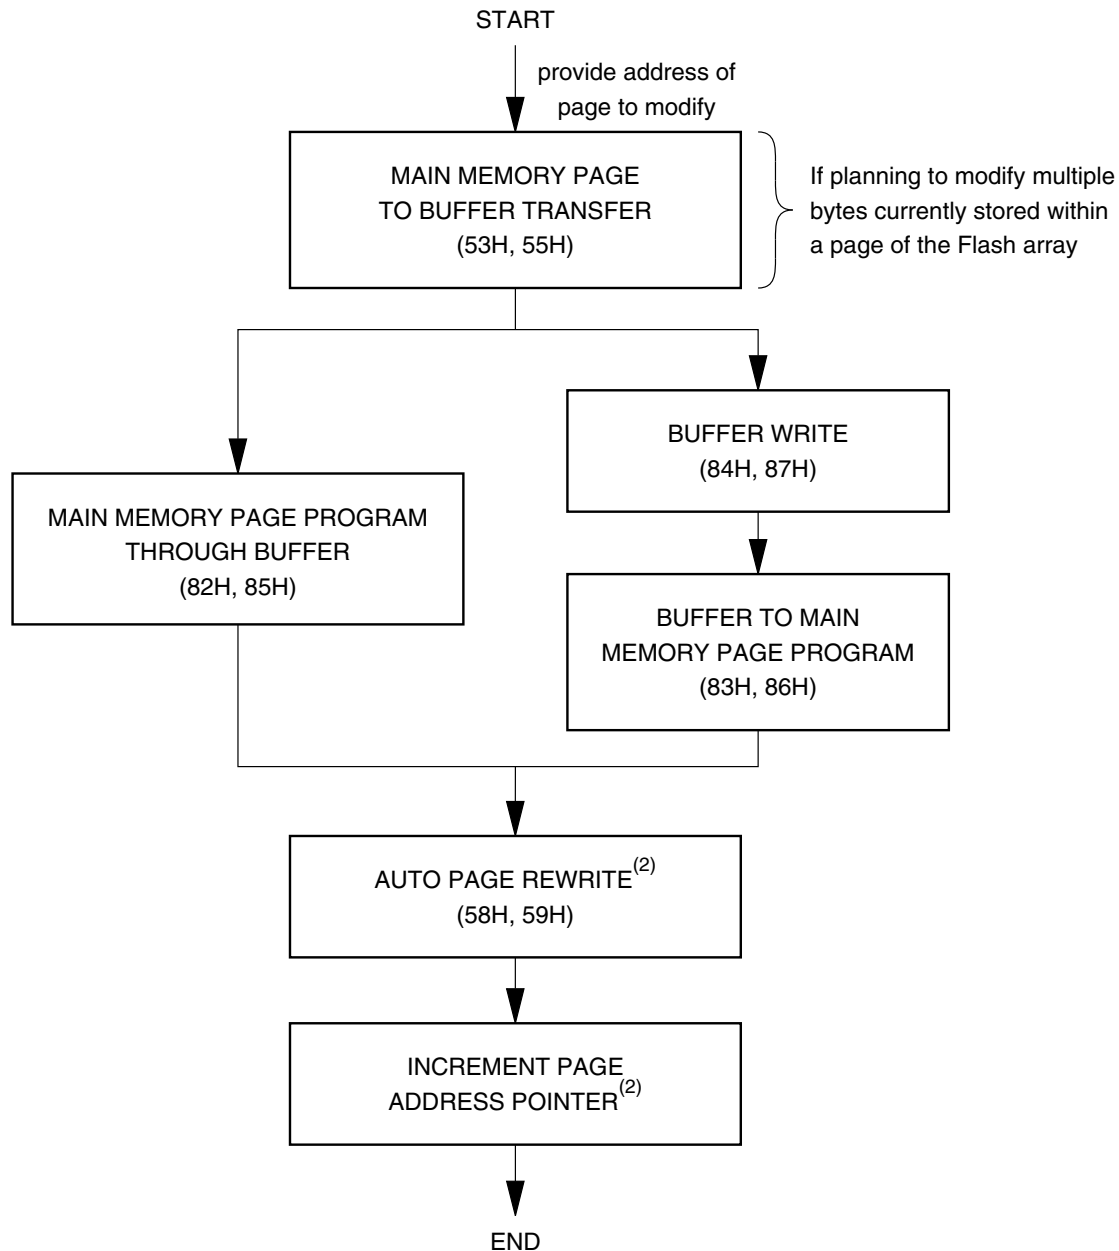 START
provide address of
page to modify
MAIN MEMORY PAGE
TO BUFFER TRANSFER
(53H, 55H)
If planning to modify multiple
bytes currently stored within
a page of the Flash array
BUFFER WRITE
(84H, 87H)
MAIN MEMORY PAGE PROGRAM
THROUGH BUFFER
(82H, 85H)
BUFFER TO MAIN
MEMORY PAGE PROGRAM
(83H, 86H)
AUTO PAGE REWRITE(2)
(58H, 59H)
INCREMENT PAGE
ADDRESS POINTER(2)
END